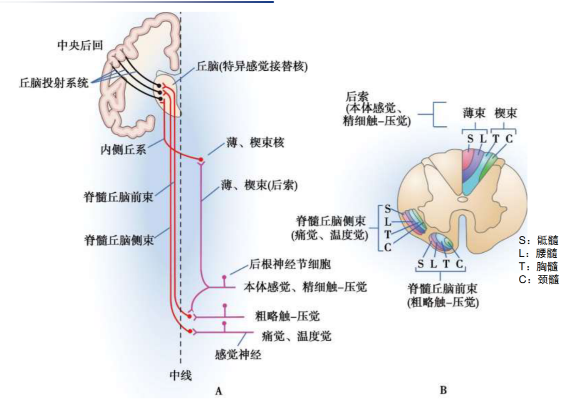 中央后回
丘脑投射系统
丘脑(特异感觉接替核)
内侧丘系
薄、楔束核
脊髓丘脑前束
薄、楔束(后索)
脊髓丘脑侧束
后根神经节细胞
本体感觉、精细触–压觉
粗略触–压觉
痛觉、温度觉
感觉神经
中线
A
后索
(本体感觉、
精细触–压觉)
薄束 楔束
S L T C
脊髓丘脑侧束
(痛觉、温度觉)
S
L
T
C
S L T C
脊髓丘脑前束
(粗略触–压觉)
B
S：骶髓
L：腰髓
T：胸髓
C：颈髓